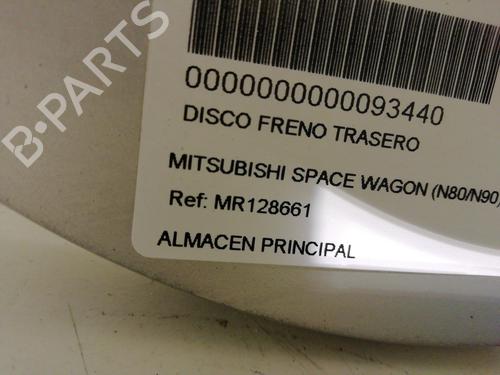 0000000000093440
DISCO FRENO TRASERO
MITSUBISHI SPACE WAGON (N80/N90)
Ref: MR128661
ALMACEN PRINCIPAL
B-PARTS